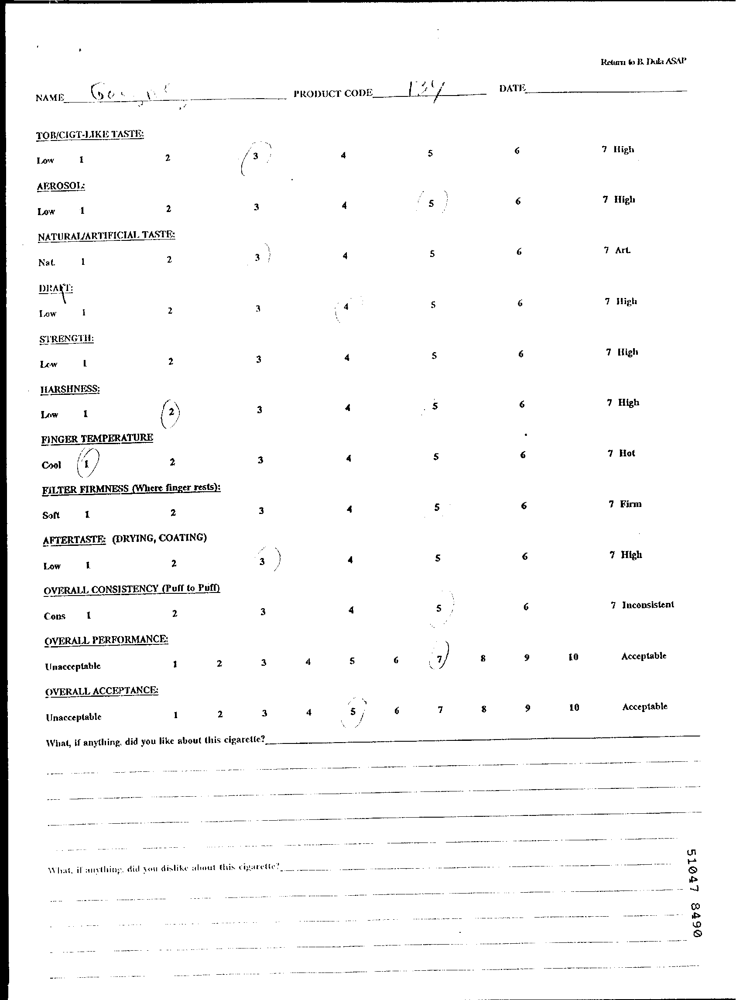 Return to B. Dula ASAP
NAME PRODUCT CODE DATE
TOB/CIGT-LIKE TASTE:
Low 1 2 3 4 5 6 7 High
AEROSOL:
Low 1 2 3 4 5 6 7 High
NATURAL/ARTIFICIAL TASTE:
Nat. 1 2 3 4 5 6 7 Art.
DRAFT:
Low 1 2 3 4 5 6 7 High
STRENGTH:
Low 1 2 3 4 5 6 7 High
HARSHNESS:
Low 1 2 3 4 5 6 7 High
FINGER TEMPERATURE
Cool 1 2 3 4 5 6 7 Hot
FILTER FIRMNESS (Where finger rests):
Soft 1 2 3 4 5 6 7 Firm
AFTERTASTE: (DRYING, COATING)
Low 1 2 3 4 5 6 7 High
OVERALL CONSISTENCY (Puff to Puff)
Cons 1 2 3 4 5 6 7 Inconsistent
OVERALL PERFORMANCE:
Unacceptable 1 2 3 4 5 6 7 8 9 10 Acceptable
OVERALL ACCEPTANCE:
Unacceptable 1 2 3 4 5 6 7 8 9 10 Acceptable
What, if anything, did you like about this cigarette?
What, if anything, did you dislike about this cigarette?
51047 8490